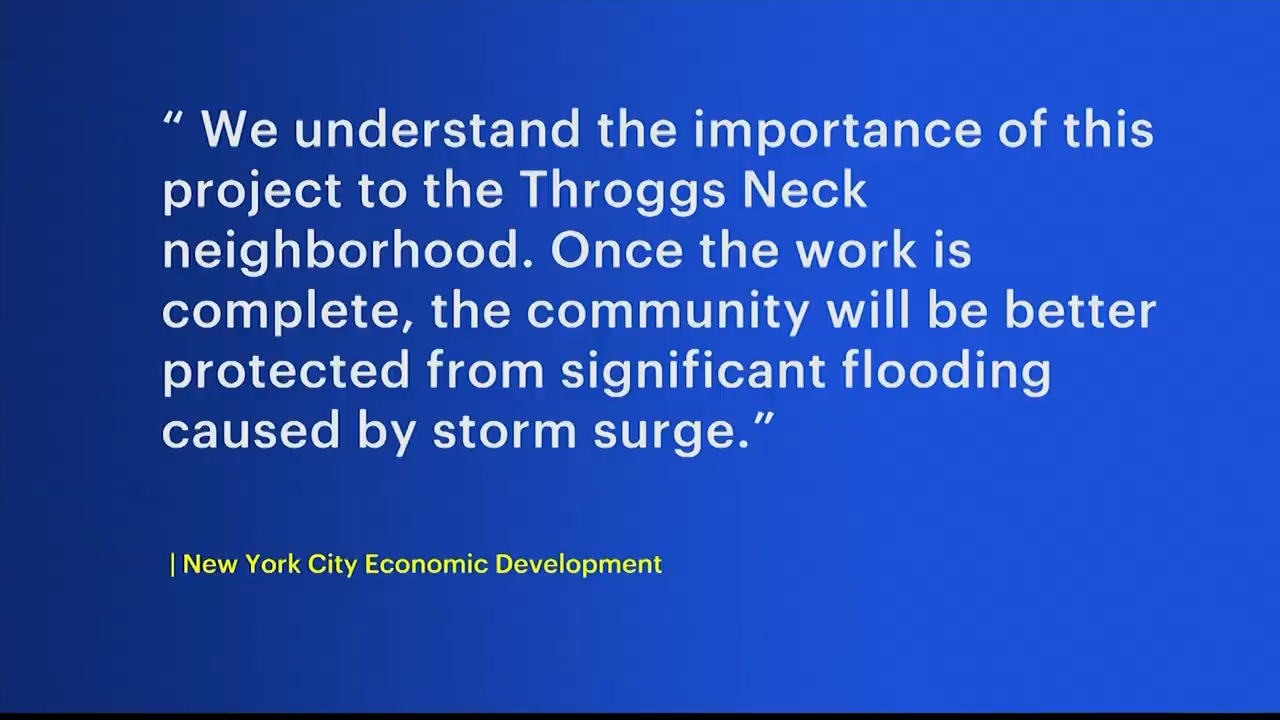 “ We understand the importance of this
project to the Throggs Neck
neighborhood. Once the work is
complete, the community will be better
protected from significant flooding
caused by storm surge.”
| New York City Economic Development